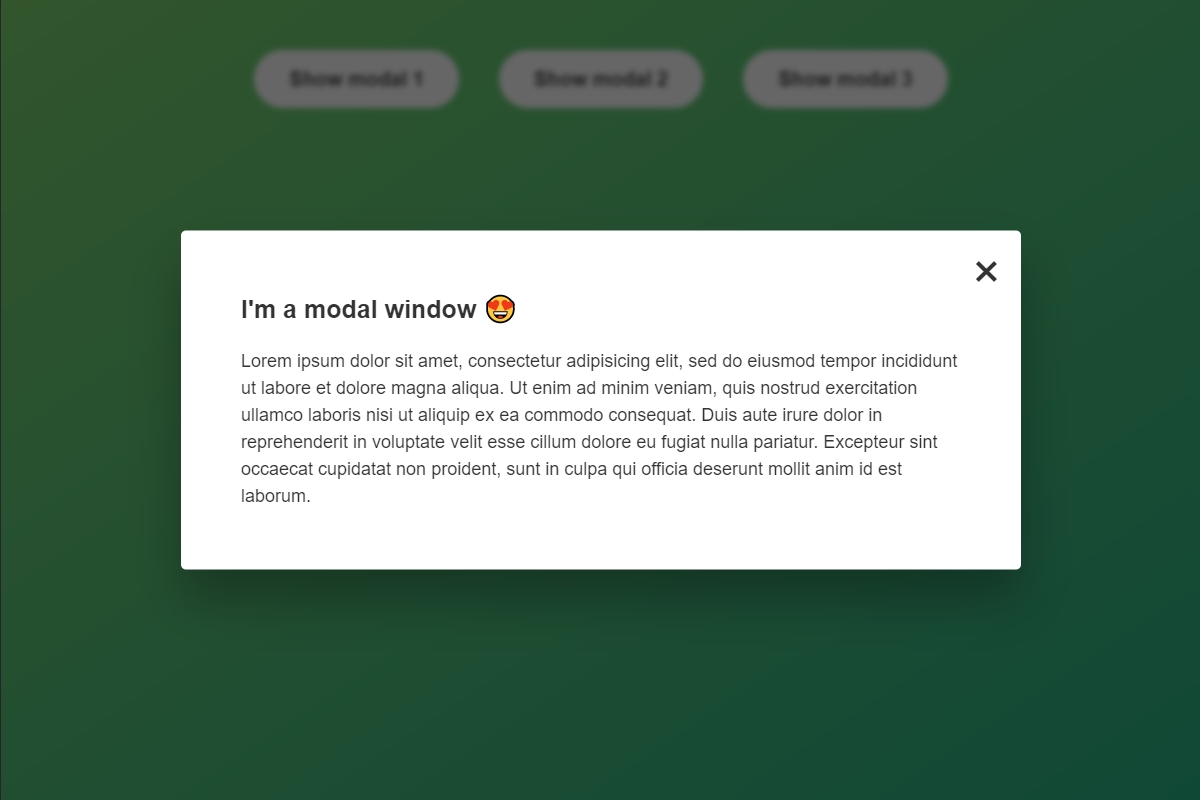 Show modal 1
Show modal 2
Show modal 3
I'm a modal window 😍
Lorem ipsum dolor sit amet, consectetur adipisicing elit, sed do eiusmod tempor incididunt
ut labore et dolore magna aliqua. Ut enim ad minim veniam, quis nostrud exercitation
ullamco laboris nisi ut aliquip ex ea commodo consequat. Duis aute irure dolor in
reprehenderit in voluptate velit esse cillum dolore eu fugiat nulla pariatur. Excepteur sint
occaecat cupidatat non proident, sunt in culpa qui officia deserunt mollit anim id est
laborum.